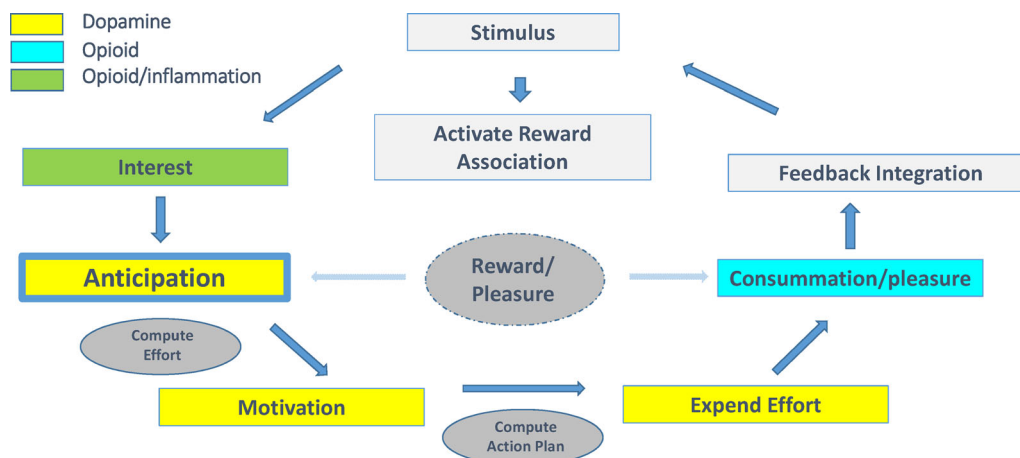 Dopamine
Opioid
Opioid/inflammation
Stimulus
Activate Reward
Association
Interest
Feedback Integration
Anticipation
Reward/
Pleasure
Consummation/pleasure
Compute
Effort
Motivation
Expend Effort
Compute
Action Plan